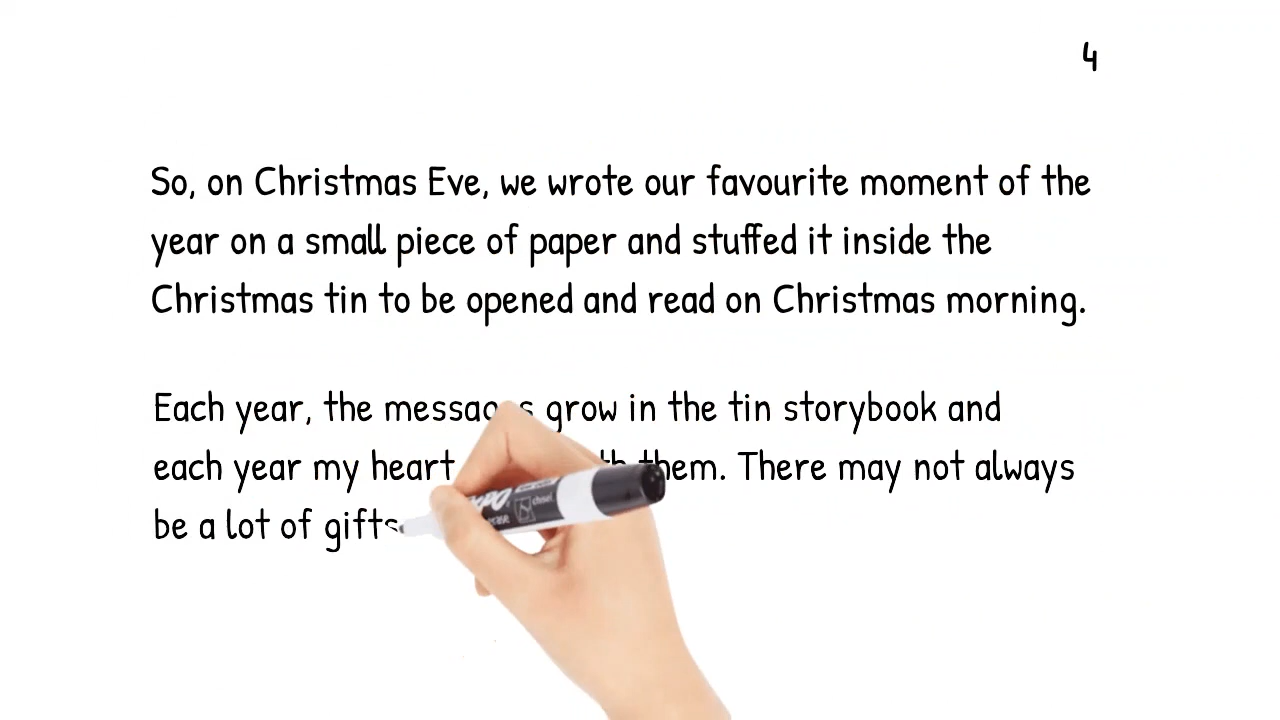 4
So, on Christmas Eve, we wrote our favourite moment of the
year on a small piece of paper and stuffed it inside the
Christmas tin to be opened and read on Christmas morning.
Each year, the messages grow in the tin storybook and
each year my heart them. There may not always
be a lot of gifts
chisel